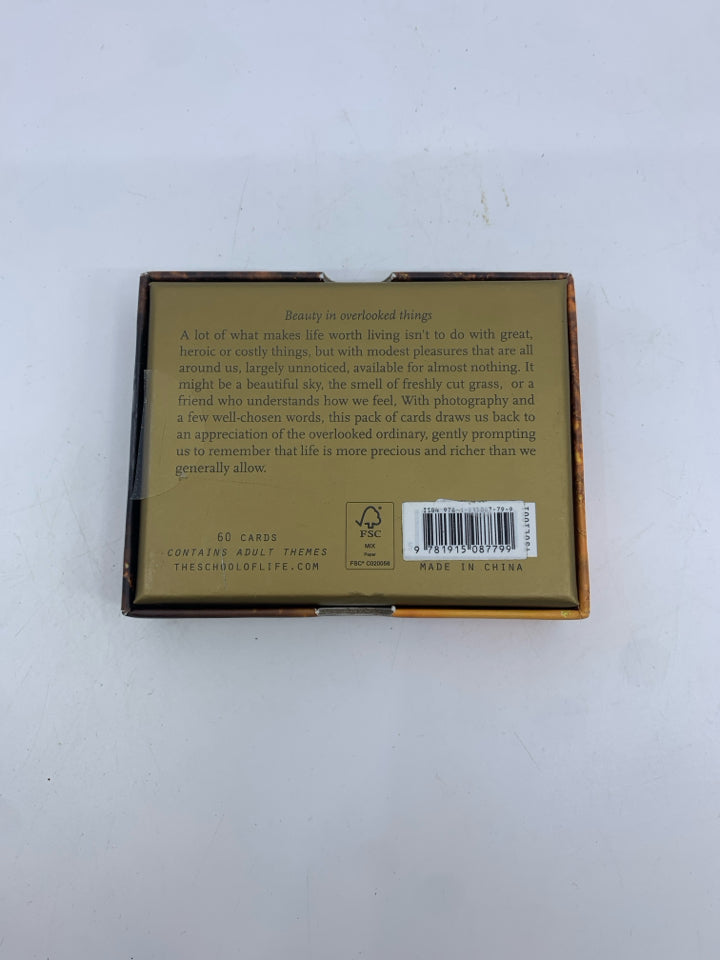 Beauty in overlooked things
A lot of what makes life worth living isn't to do with great,
heroic or costly things, but with modest pleasures that are all
around us, largely unnoticed, available for almost nothing. It
might be a beautiful sky, the smell of freshly cut grass, or a
friend who understands how we feel, With photography and
a few well-chosen words, this pack of cards draws us back to
an appreciation of the overlooked ordinary, gently prompting
us to remember that life is more precious and richer than we
generally allow.
60 CARDS
CONTAINS ADULT THEMES
THESCHOOLOFLIFE.COM
FSC
MIX
Paper
FSC® C020056
ISBN
9 781915 087799
MADE IN CHINA